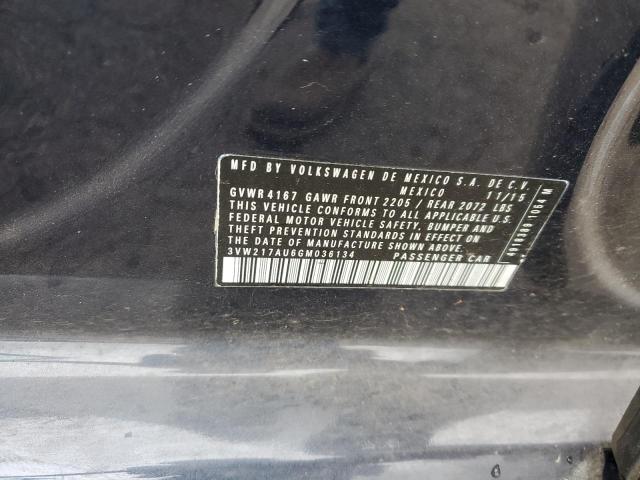 MFD BY VOLKSWAGEN DE MEXICO S.A. DE C.V.
MEXICO 11/15
GVWR 4167 GAWR FRONT 2205 / REAR 2072 LBS
THIS VEHICLE CONFORMS TO ALL APPLICABLE U.S.
FEDERAL MOTOR VEHICLE SAFETY, BUMPER AND
THEFT PREVENTION STANDARDS IN EFFECT ON
THE DATE OF MANUFACTURE SHOWN ABOVE.
3VW217AU6GM036134 PASSENGER CAR